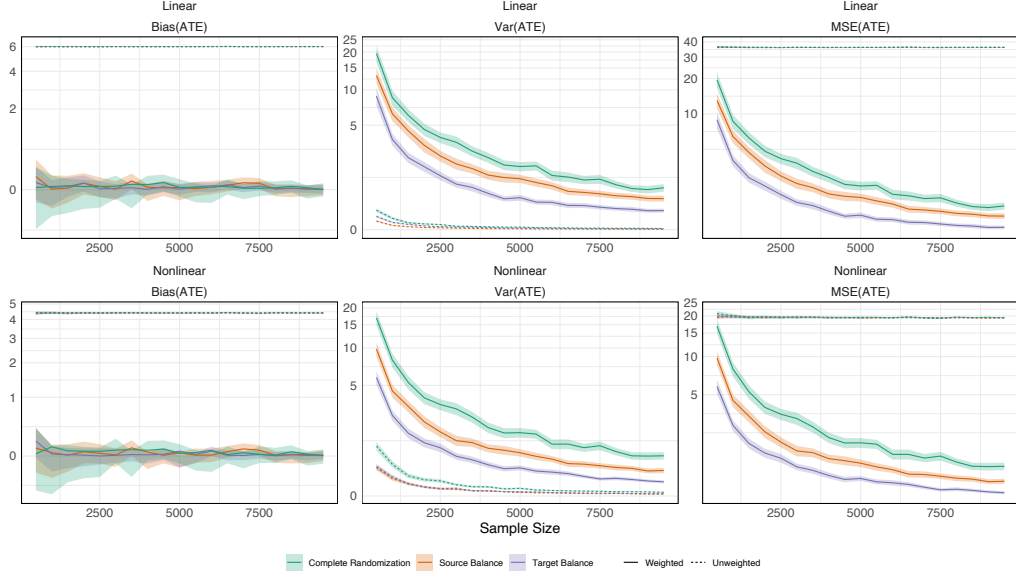 Linear
Linear
Linear
Bias(ATE)
Var(ATE)
MSE(ATE)
6
4
2
0
25
20
15
10
5
0
40
20
10
2500
5000
7500
2500
5000
7500
2500
5000
7500
Nonlinear
Nonlinear
Nonlinear
Bias(ATE)
Var(ATE)
MSE(ATE)
5
4
3
2
1
0
20
15
10
5
0
25
20
15
10
5
2500
5000
7500
2500
5000
7500
2500
5000
7500
Sample Size
Complete Randomization
Source Balance
Target Balance
Weighted
Unweighted